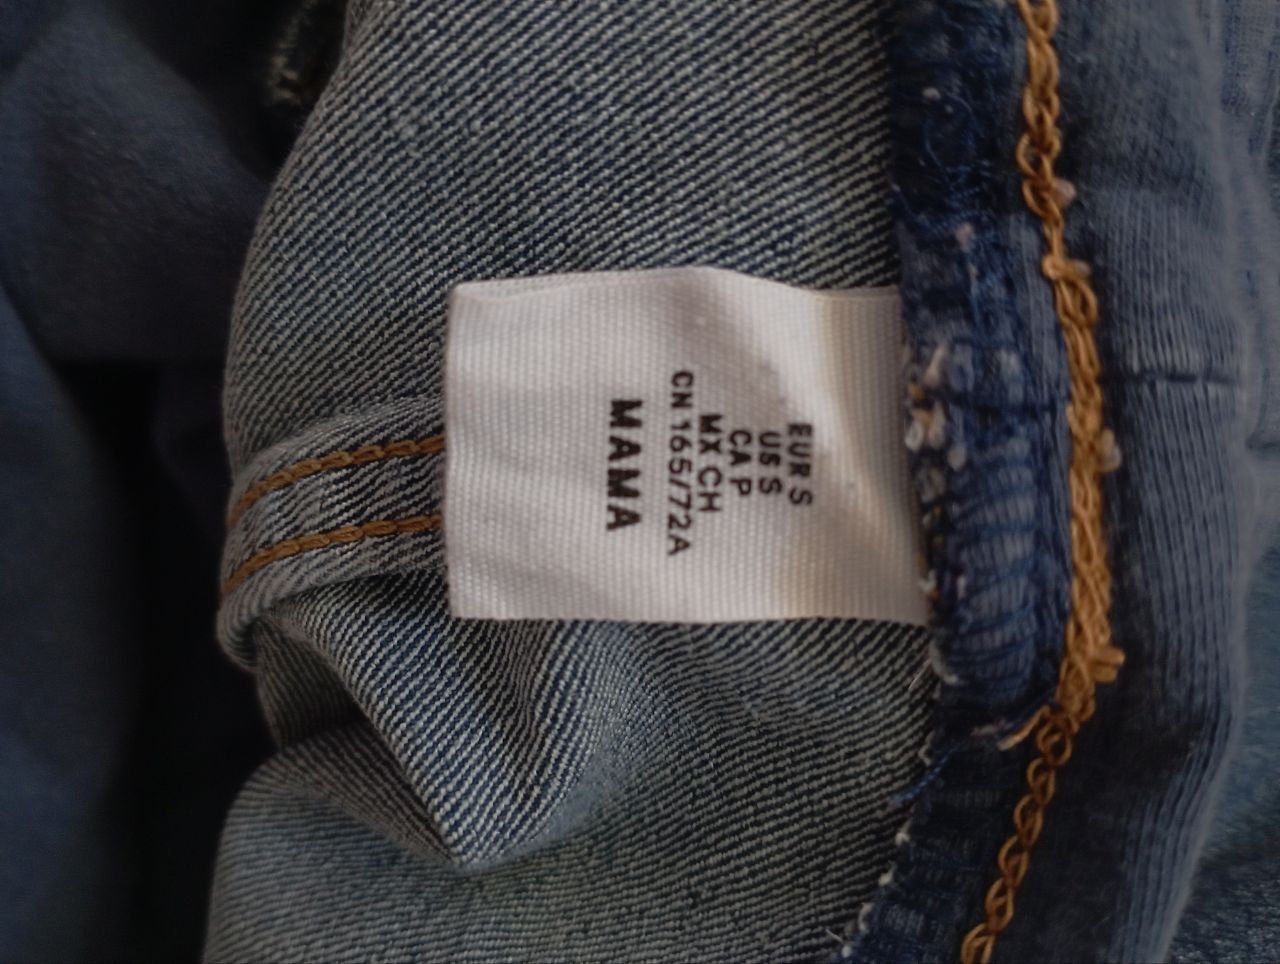 EUR S
US S
CA P
MX CH
CN 165/72A
MAMA